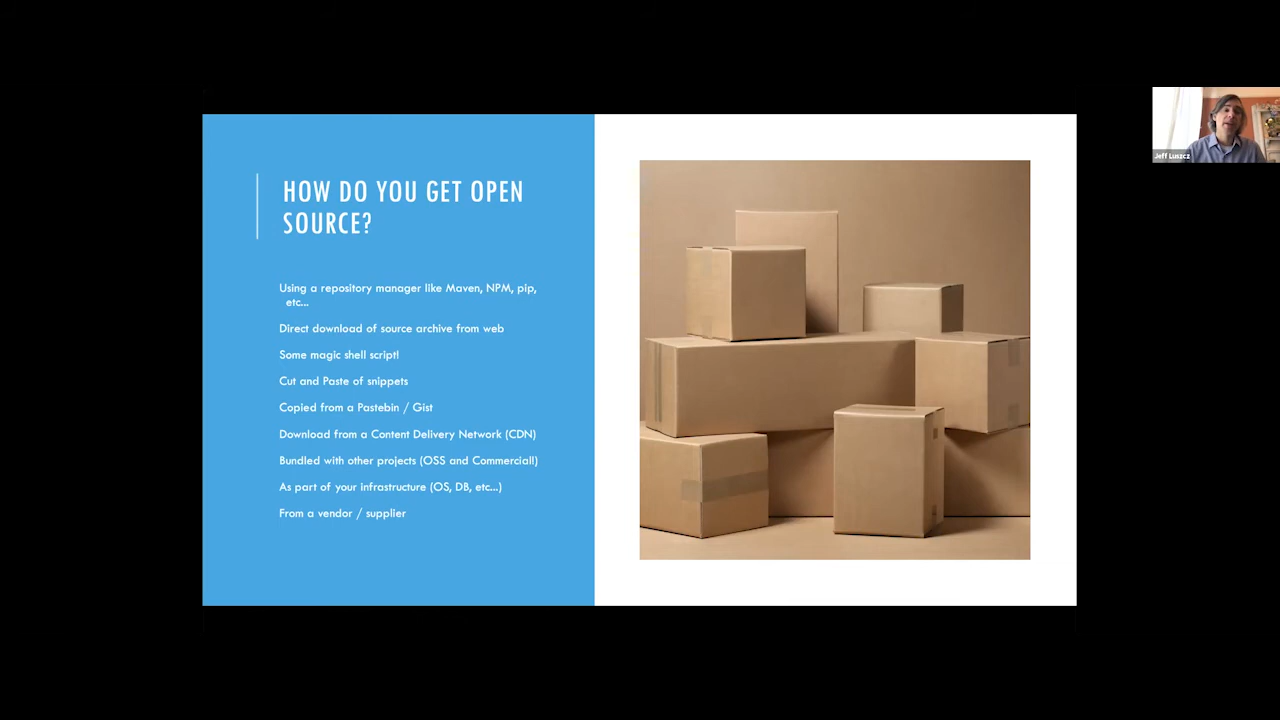 HOW DO YOU GET OPEN
SOURCE?
Using a repository manager like Maven, NPM, pip,
etc...
Direct download of source archive from web
Some magic shell script!
Cut and Paste of snippets
Copied from a Pastebin / Gist
Download from a Content Delivery Network (CDN)
Bundled with other projects (OSS and Commercial!)
As part of your infrastructure (OS, DB, etc...)
From a vendor / supplier
Jeff Luszcz